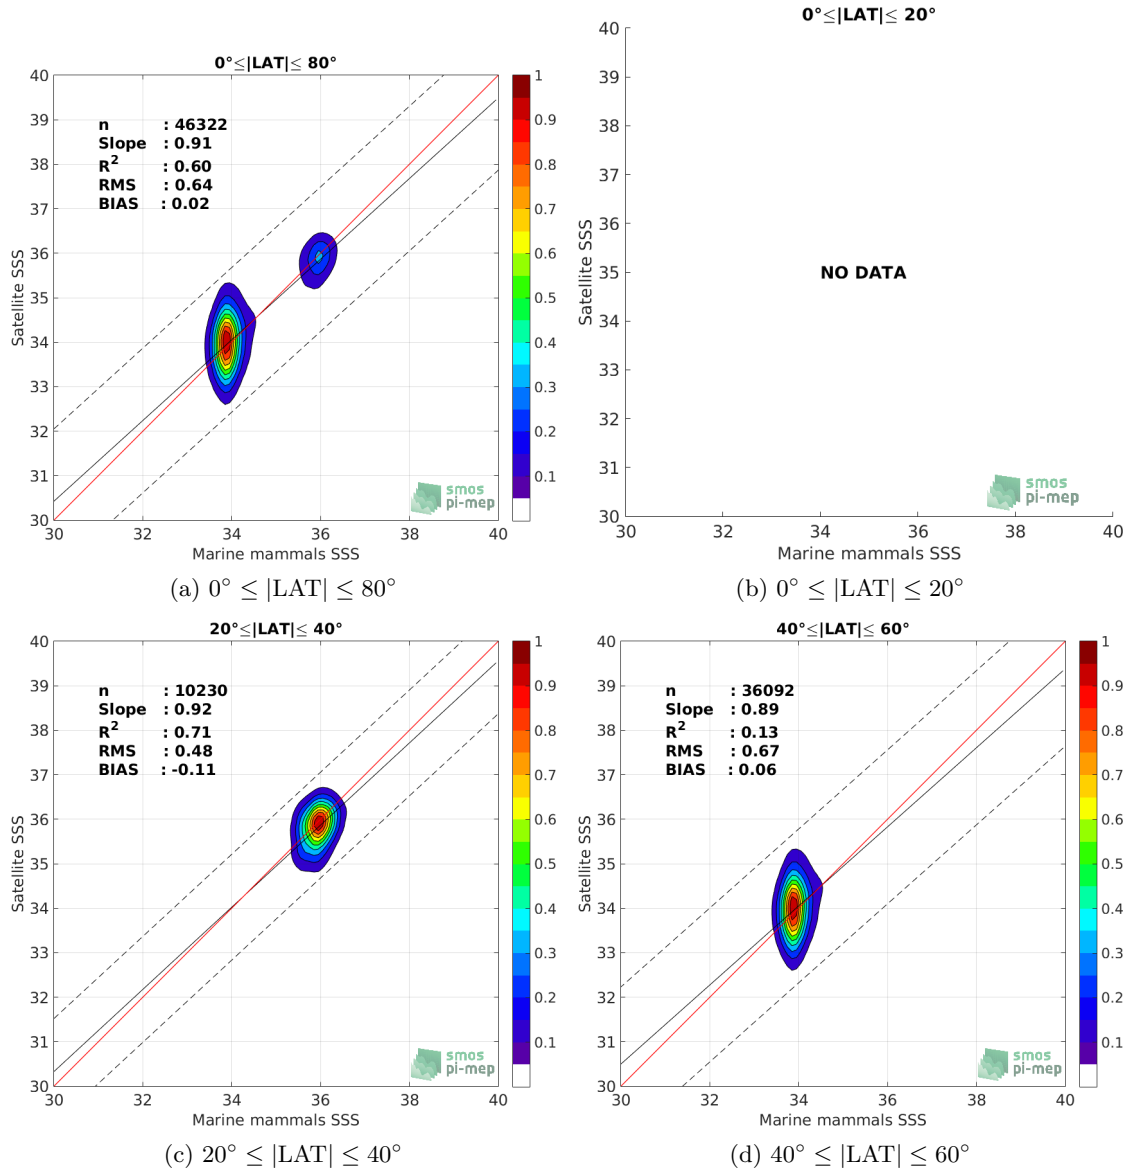 0°≤|LAT|≤ 80°
40
39
38
37
36
35
34
33
32
31
30
n : 46322
Slope : 0.91
R² : 0.60
RMS : 0.64
BIAS : 0.02
Satellite SSS
30 32 34 36 38 40
Marine mammals SSS
smos
pi-mep
1
0.9
0.8
0.7
0.6
0.5
0.4
0.3
0.2
0.1
(a) 0° ≤ |LAT| ≤ 80°
0°≤|LAT|≤ 20°
40
39
38
37
36
35
34
33
32
31
30
Satellite SSS
NO DATA
smos
pi-mep
30 32 34 36 38 40
Marine mammals SSS
(b) 0° ≤ |LAT| ≤ 20°
20°≤|LAT|≤ 40°
40
39
38
37
36
35
34
33
32
31
30
n : 10230
Slope : 0.92
R² : 0.71
RMS : 0.48
BIAS : -0.11
Satellite SSS
smos
pi-mep
30 32 34 36 38 40
Marine mammals SSS
1
0.9
0.8
0.7
0.6
0.5
0.4
0.3
0.2
0.1
(c) 20° ≤ |LAT| ≤ 40°
40°≤|LAT|≤ 60°
40
39
38
37
36
35
34
33
32
31
30
n : 36092
Slope : 0.89
R² : 0.13
RMS : 0.67
BIAS : 0.06
Satellite SSS
smos
pi-mep
30 32 34 36 38 40
Marine mammals SSS
1
0.9
0.8
0.7
0.6
0.5
0.4
0.3
0.2
0.1
(d) 40° ≤ |LAT| ≤ 60°